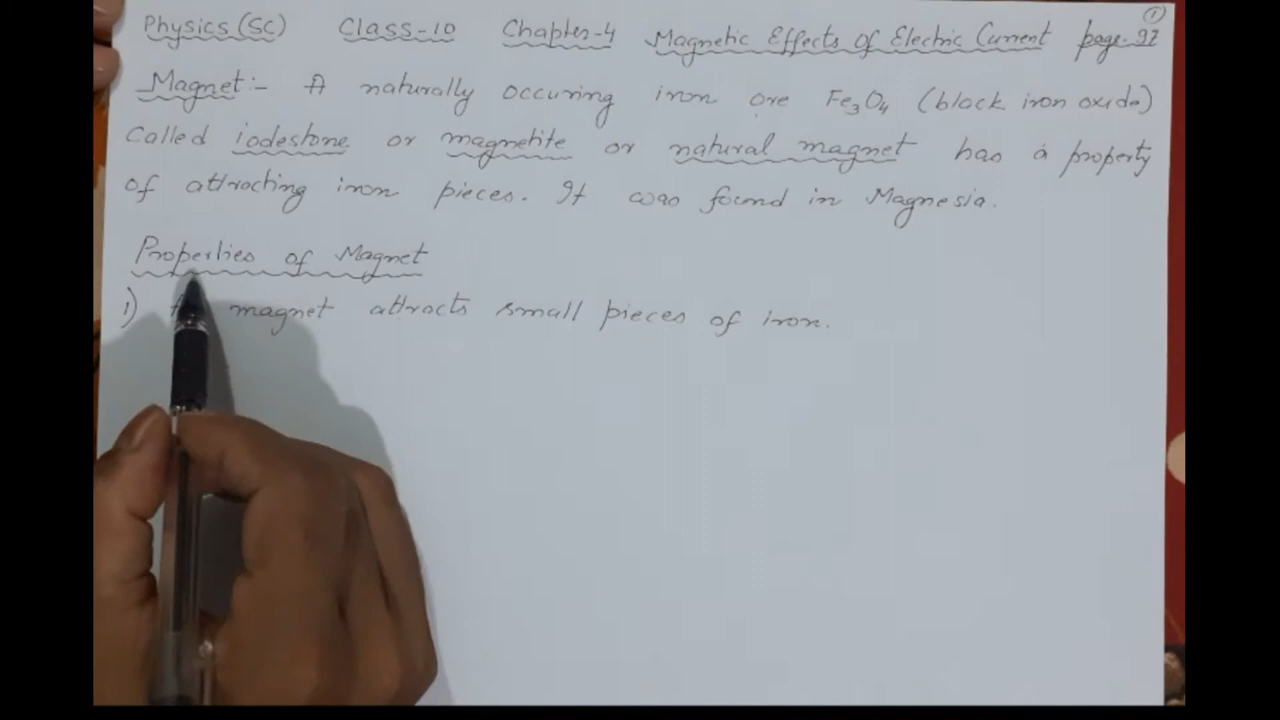 ①
Physics (SC) Class-10 Chapter-4 Magnetic Effects Of Electric Current page-97
Magnet:- A naturally occuring iron ore Fe₃O₄ (black iron oxide)
Called iodestone or magnetite or natural magnet has a property
of attracting iron pieces. It was found in Magnesia.
Properties of Magnet
1) A magnet attracts small pieces of iron.